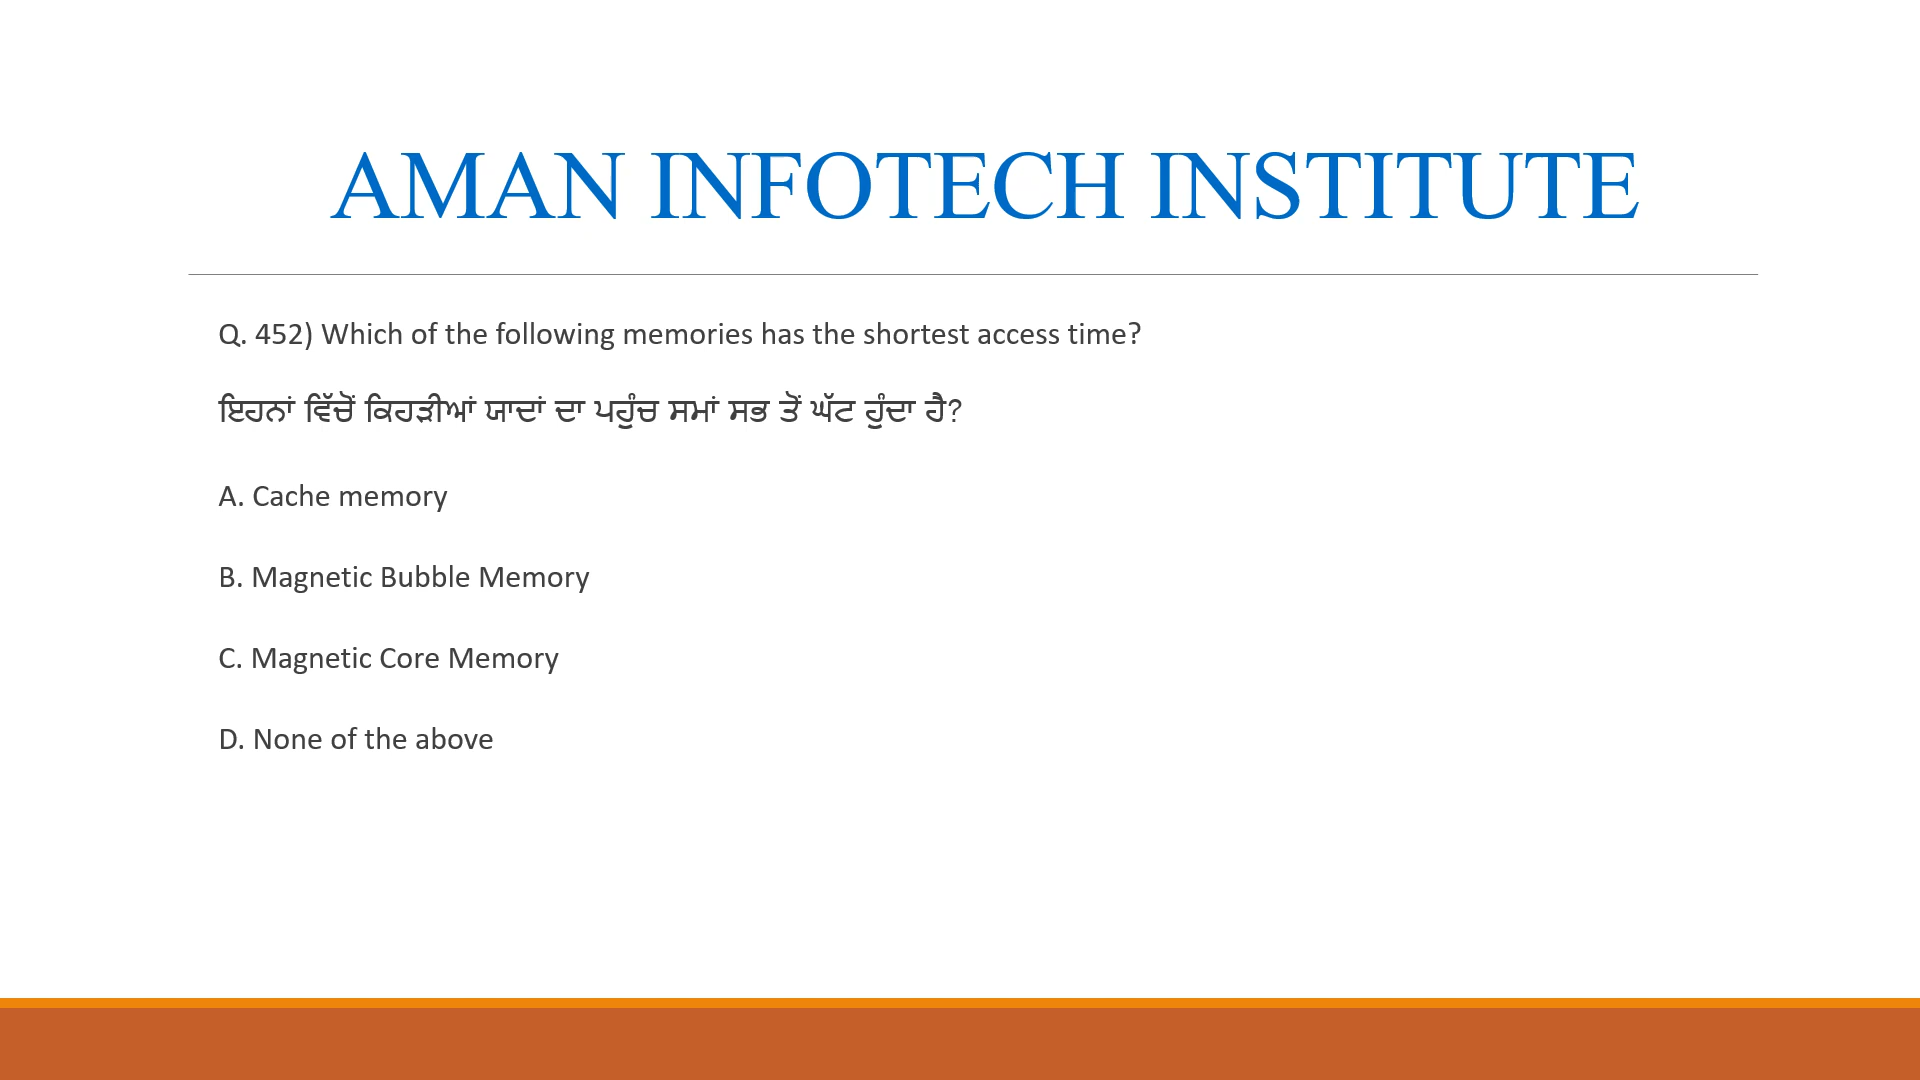 AMAN INFOTECH INSTITUTE
Q. 452) Which of the following memories has the shortest access time?
ਇਹਨਾਂ ਵਿੱਚੋਂ ਕਿਹੜੀਆਂ ਯਾਦਾਂ ਦਾ ਪਹੁੰਚ ਸਮਾਂ ਸਭ ਤੋਂ ਘੱਟ ਹੁੰਦਾ ਹੈ?
A. Cache memory
B. Magnetic Bubble Memory
C. Magnetic Core Memory
D. None of the above